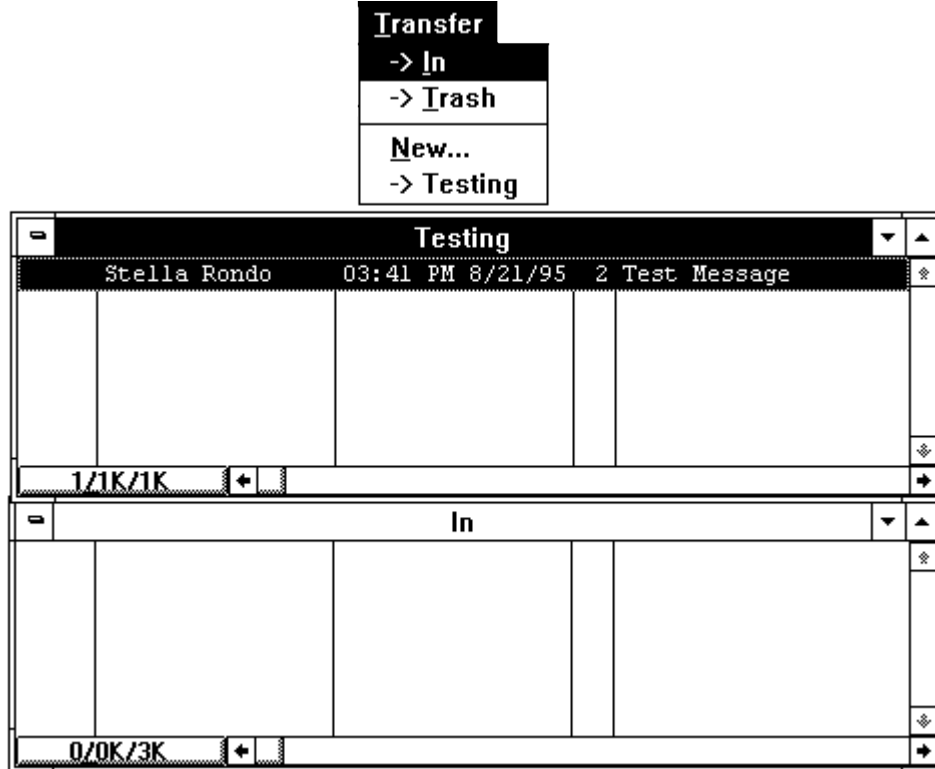 Transfer
-> In
-> Trash
New...
-> Testing
Testing
Stella Rondo 03:41 PM 8/21/95 2 Test Message
1/1K/1K
In
0/0K/3K